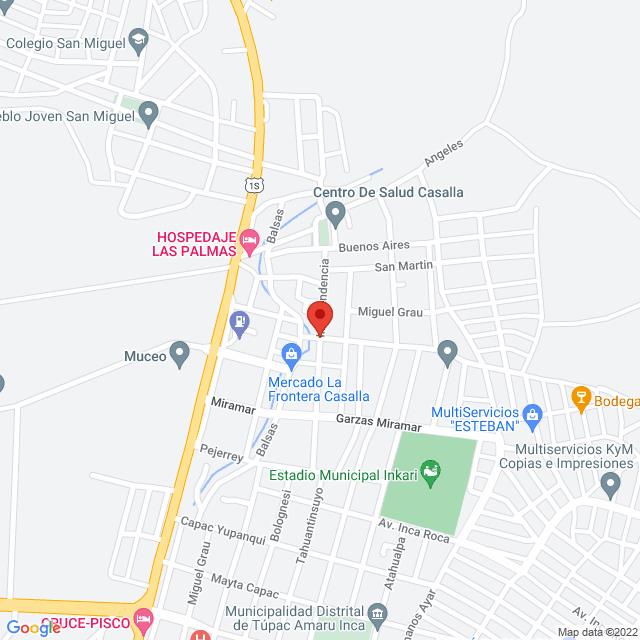 Colegio San Miguel
eblo Joven San Miguel
Angeles
1S
Centro De Salud Casalla
Balsas
HOSPEDAJE
LAS PALMAS
Buenos Aires
San Martin
ndencia
Miguel Grau
Muceo
Mercado La
Frontera Casalla
Bodega
Miramar
Garzas Miramar
MultiServicios
"ESTEBAN"
Balsas
Pejerrey
Multiservicios KyM
Copias e Impresiones
Estadio Municipal Inkari
Bolognesi
Tahuantinsuyo
Capac Yupanqui
Av. Inca Roca
Miguel Grau
Atahualpa
Mayta Capac
manos Ayar
Av. Inca
CRUCE-PISCO
Municipalidad Distrital
de Túpac Amaru Inca
H
Google
Map data ©2022